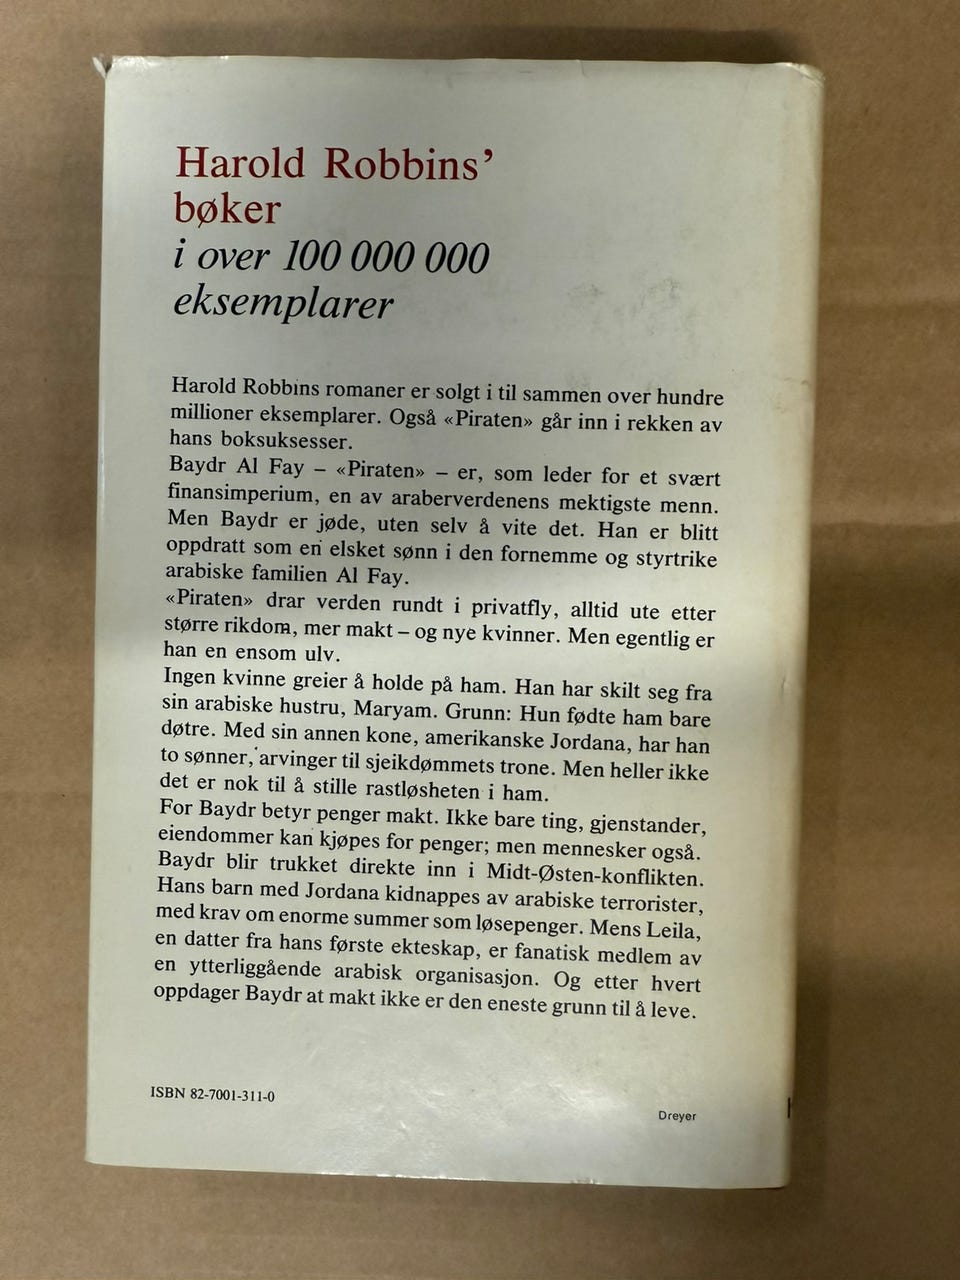 Harold Robbins’
bøker
i over 100 000 000
eksemplarer
Harold Robbins romaner er solgt i til sammen over hundre
millioner eksemplarer. Også «Piraten» går inn i rekken av
hans boksuksesser.
Baydr Al Fay – «Piraten» – er, som leder for et svært
finansimperium, en av araberverdenens mektigste menn.
Men Baydr er jøde, uten selv å vite det. Han er blitt
oppdratt som en elsket sønn i den fornemme og styrtrike
arabiske familien Al Fay.
«Piraten» drar verden rundt i privatfly, alltid ute etter
større rikdom, mer makt – og nye kvinner. Men egentlig er
han en ensom ulv.
Ingen kvinne greier å holde på ham. Han har skilt seg fra
sin arabiske hustru, Maryam. Grunn: Hun fødte ham bare
døtre. Med sin annen kone, amerikanske Jordana, har han
to sønner, arvinger til sjeikdømmets trone. Men heller ikke
det er nok til å stille rastløsheten i ham.
For Baydr betyr penger makt. Ikke bare ting, gjenstander,
eiendommer kan kjøpes for penger; men mennesker også.
Baydr blir trukket direkte inn i Midt-Østen-konflikten.
Hans barn med Jordana kidnappes av arabiske terrorister,
med krav om enorme summer som løsepenger. Mens Leila,
en datter fra hans første ekteskap, er fanatisk medlem av
en ytterliggående arabisk organisasjon. Og etter hvert
oppdager Baydr at makt ikke er den eneste grunn til å leve.
ISBN 82-7001-311-0
Dreyer